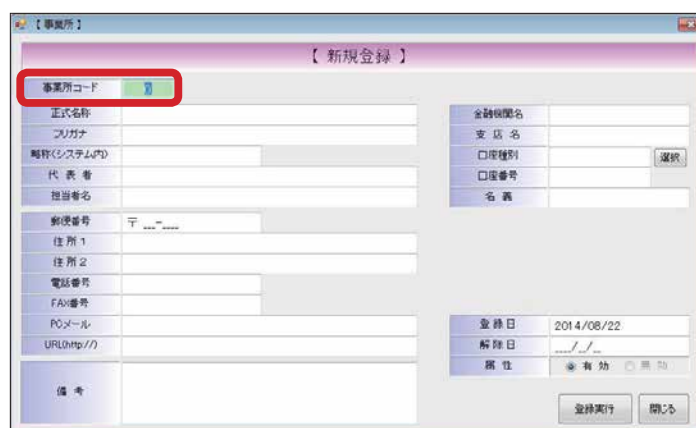 【 事業所 】
【 新規登録 】
事業所コード 0
正式名称
フリガナ
略称(システム内)
代 表 者
担当者名
郵便番号 〒 ___-____
住 所 1
住 所 2
電話番号
FAX番号
PCメール
URL(http://)
備 考
金融機関名
支 店 名
口座種別 選択
口座番号
名 義
登 録 日 2014/08/22
解 除 日 ____/__/__
属 性 有 効 無 効
登録実行 閉じる